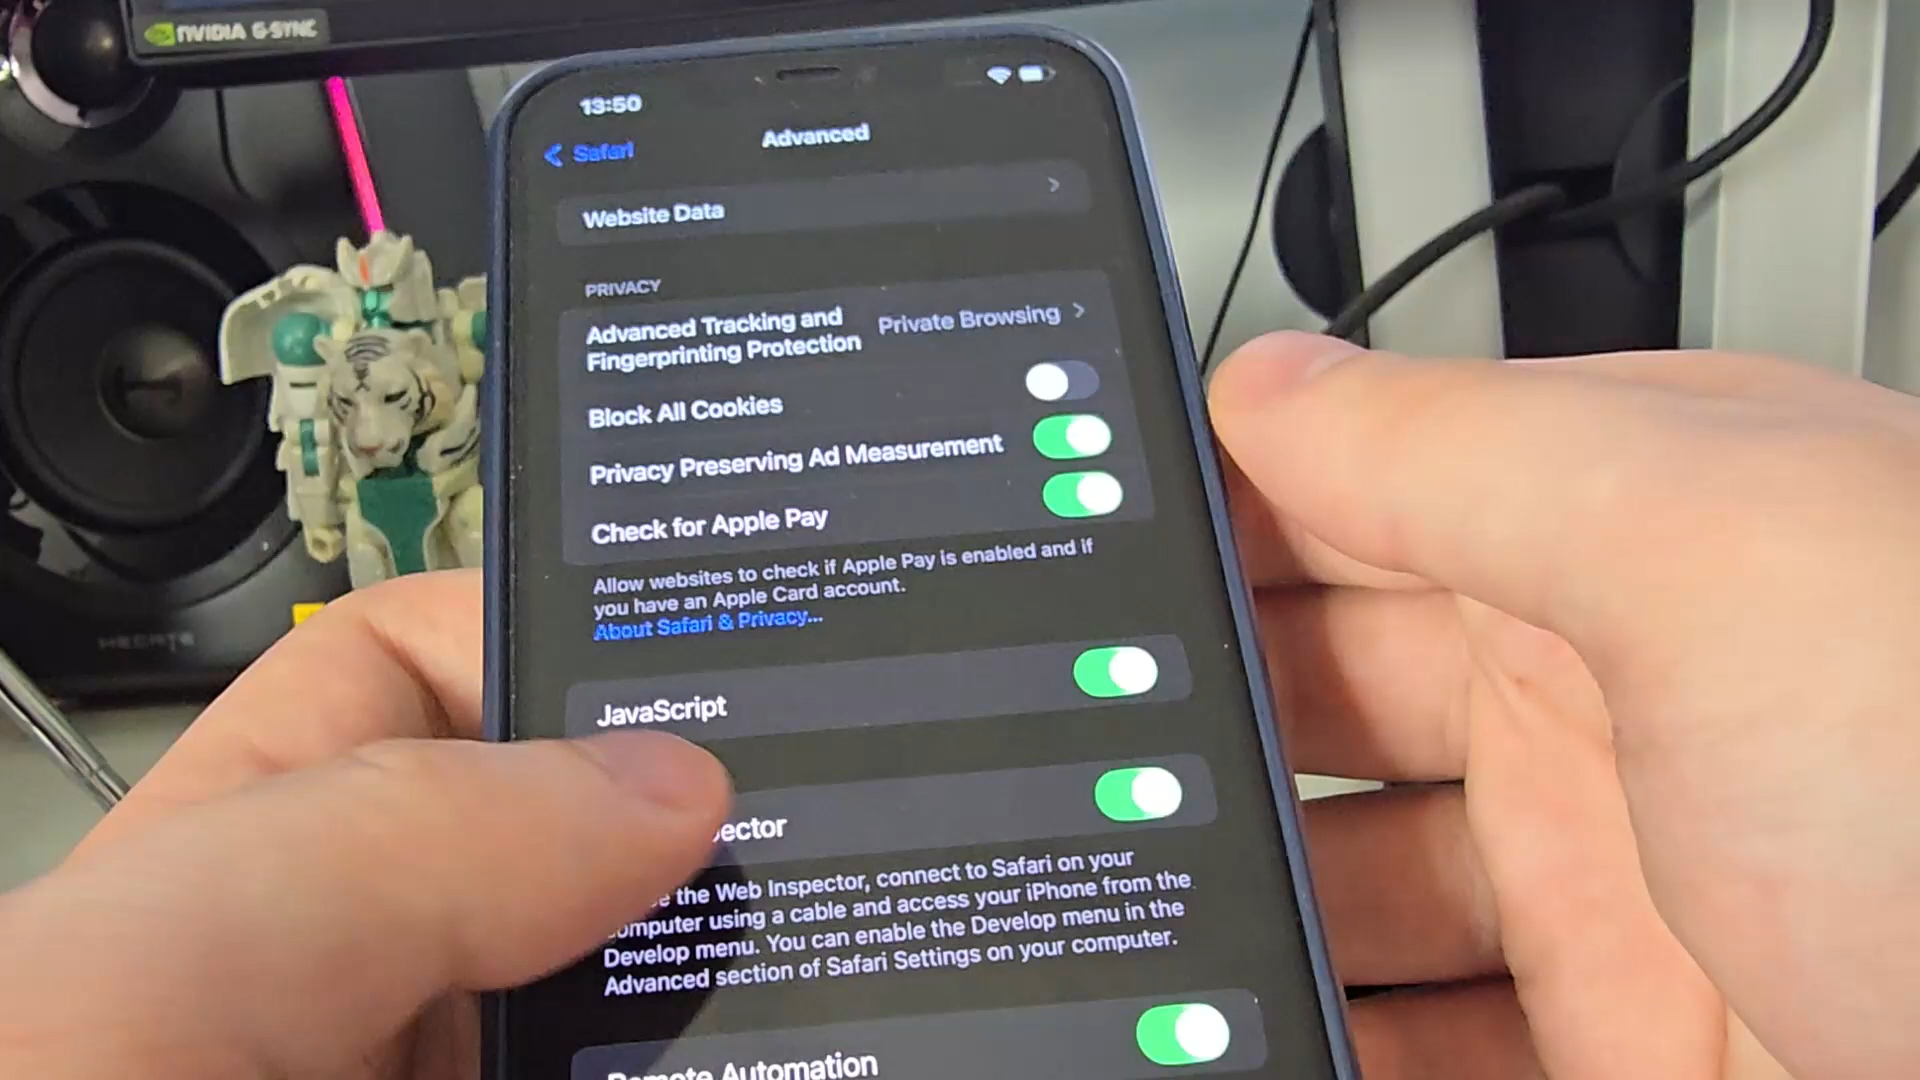 NVIDIA G-SYNC
13:50
Safari
Advanced
Website Data
PRIVACY
Advanced Tracking and
Fingerprinting Protection
Private Browsing
Block All Cookies
Privacy Preserving Ad Measurement
Check for Apple Pay
Allow websites to check if Apple Pay is enabled and if
you have an Apple Card account.
About Safari & Privacy...
HECATE
JavaScript
ector
the Web Inspector, connect to Safari on your
computer using a cable and access your iPhone from the
Develop menu. You can enable the Develop menu in the
Advanced section of Safari Settings on your computer.
Remote Automation